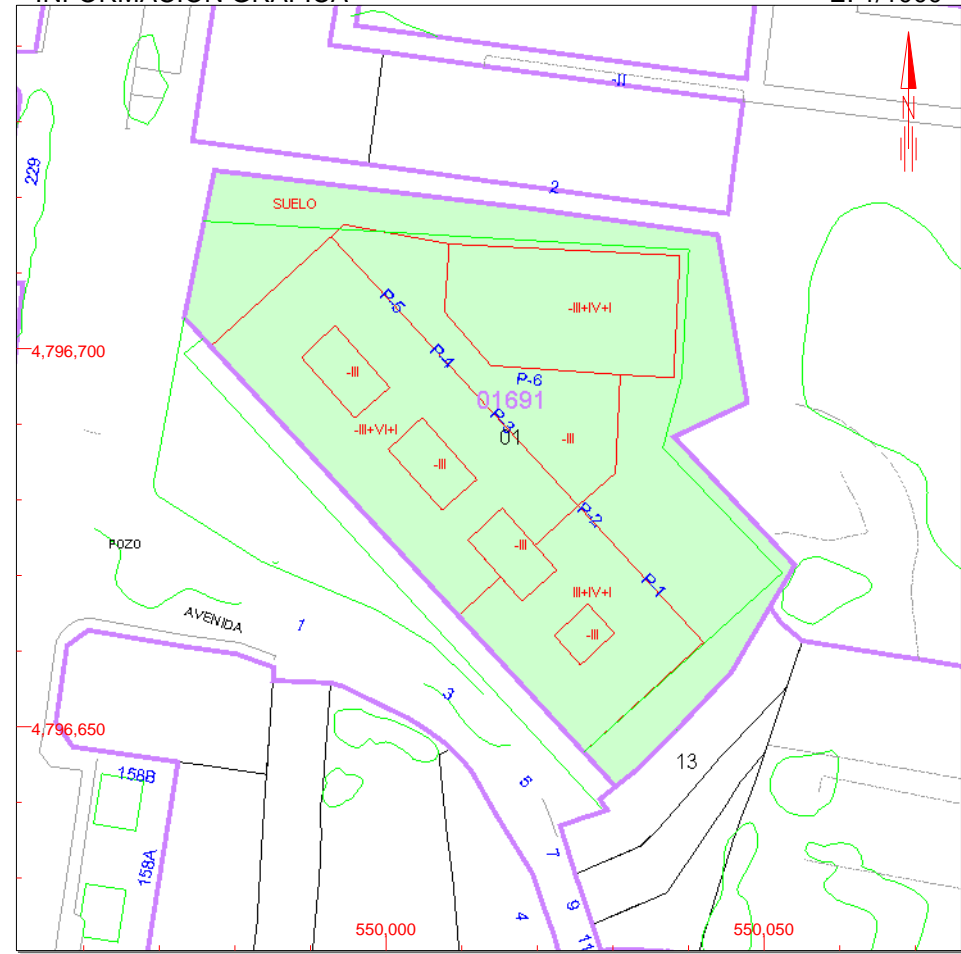 INFORMACIÓN GRÁFICA E: 1/1000
-II
N
229
2
SUELO
P-5
-III+IV+I
4,796,700
P-4
-III
P-6
01691
P-3
01
-III+VI+I
-III
-III
P-2
POZO
-III
P-1
III+IV+I
AVENIDA
1
-III
3
4,796,650
13
158B
5
7
158A
9
4
550,000
550,050
11